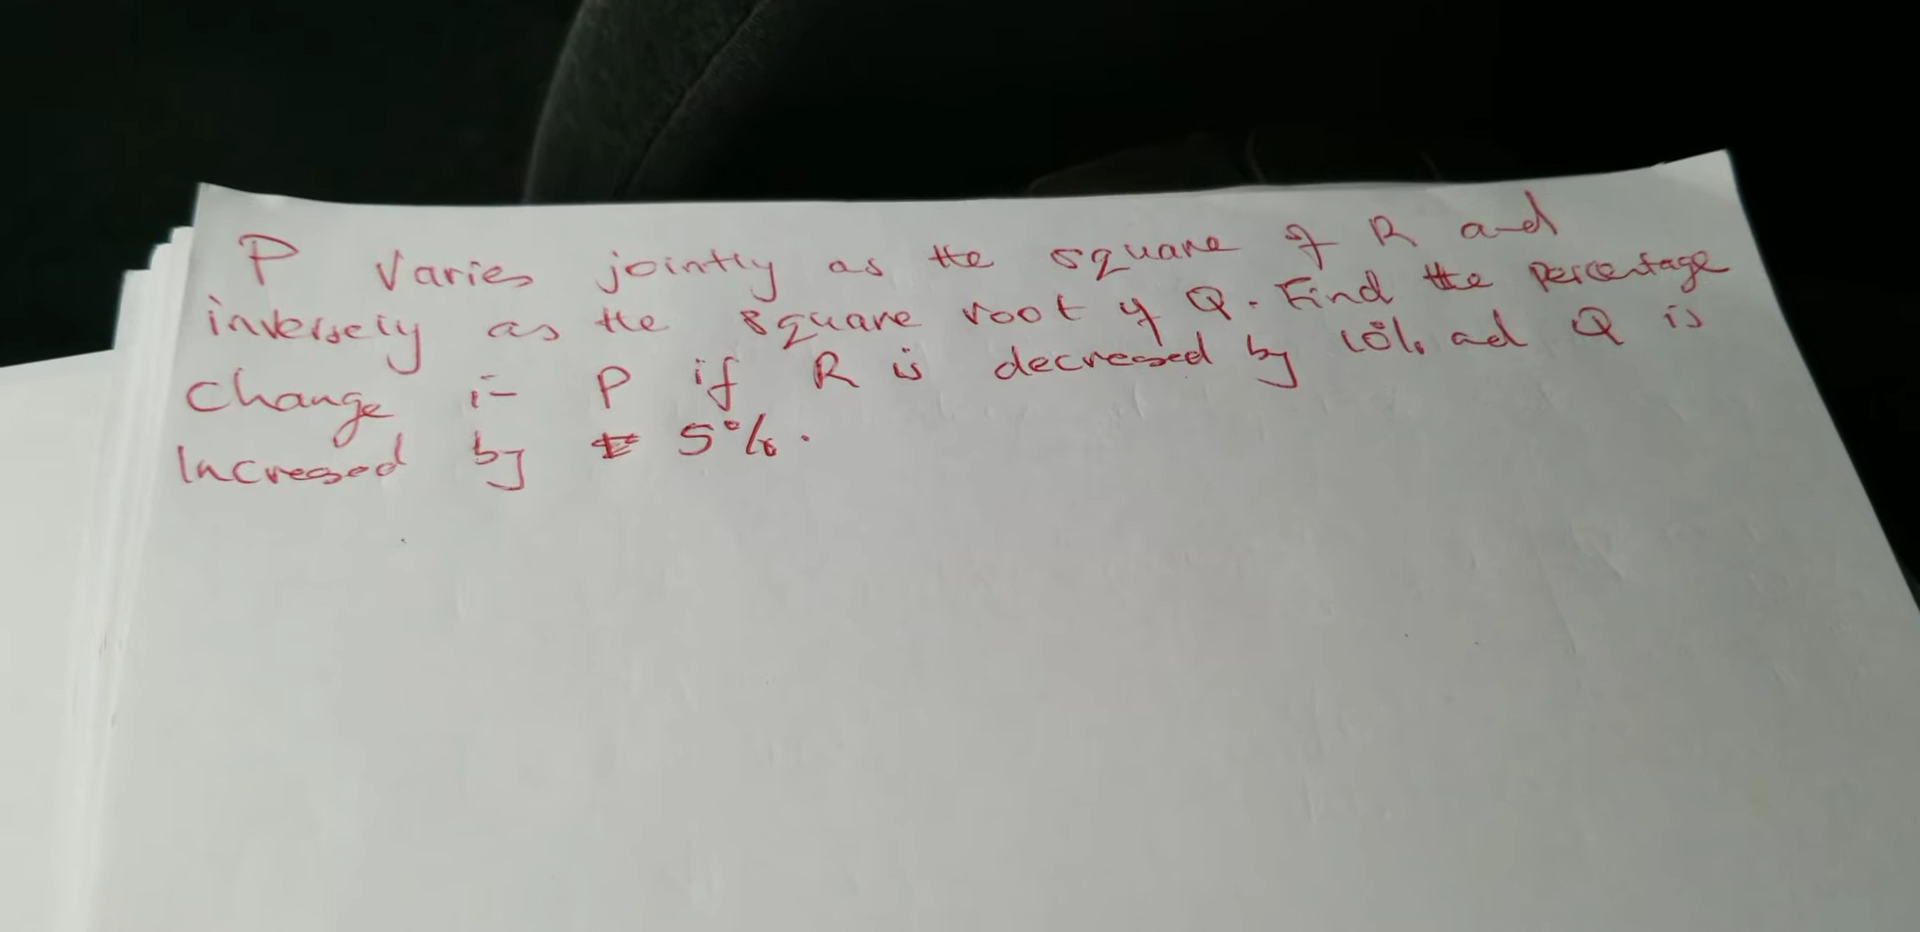 P varies jointly as the square of R and
inversely as the square root of Q. Find the percentage
change in P if R is decreased by 10% and Q is
Increased by 5%.